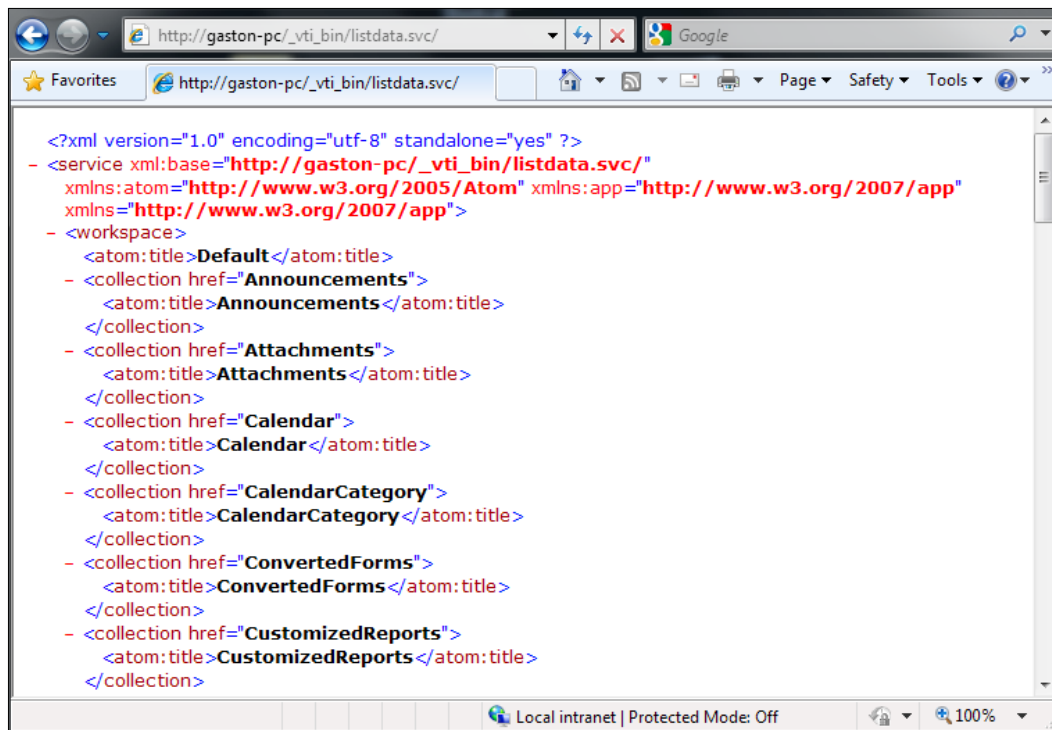 http://gaston-pc/_vti_bin/listdata.svc/
Google
Favorites
http://gaston-pc/_vti_bin/listdata.svc/
Page
Safety
Tools
<?xml version="1.0" encoding="utf-8" standalone="yes" ?>
- <service xml:base="http://gaston-pc/_vti_bin/listdata.svc/"
xmlns:atom="http://www.w3.org/2005/Atom" xmlns:app="http://www.w3.org/2007/app"
xmlns="http://www.w3.org/2007/app">
- <workspace>
<atom:title>Default</atom:title>
- <collection href="Announcements">
<atom:title>Announcements</atom:title>
</collection>
- <collection href="Attachments">
<atom:title>Attachments</atom:title>
</collection>
- <collection href="Calendar">
<atom:title>Calendar</atom:title>
</collection>
- <collection href="CalendarCategory">
<atom:title>CalendarCategory</atom:title>
</collection>
- <collection href="ConvertedForms">
<atom:title>ConvertedForms</atom:title>
</collection>
- <collection href="CustomizedReports">
<atom:title>CustomizedReports</atom:title>
</collection>
Local intranet | Protected Mode: Off
100%